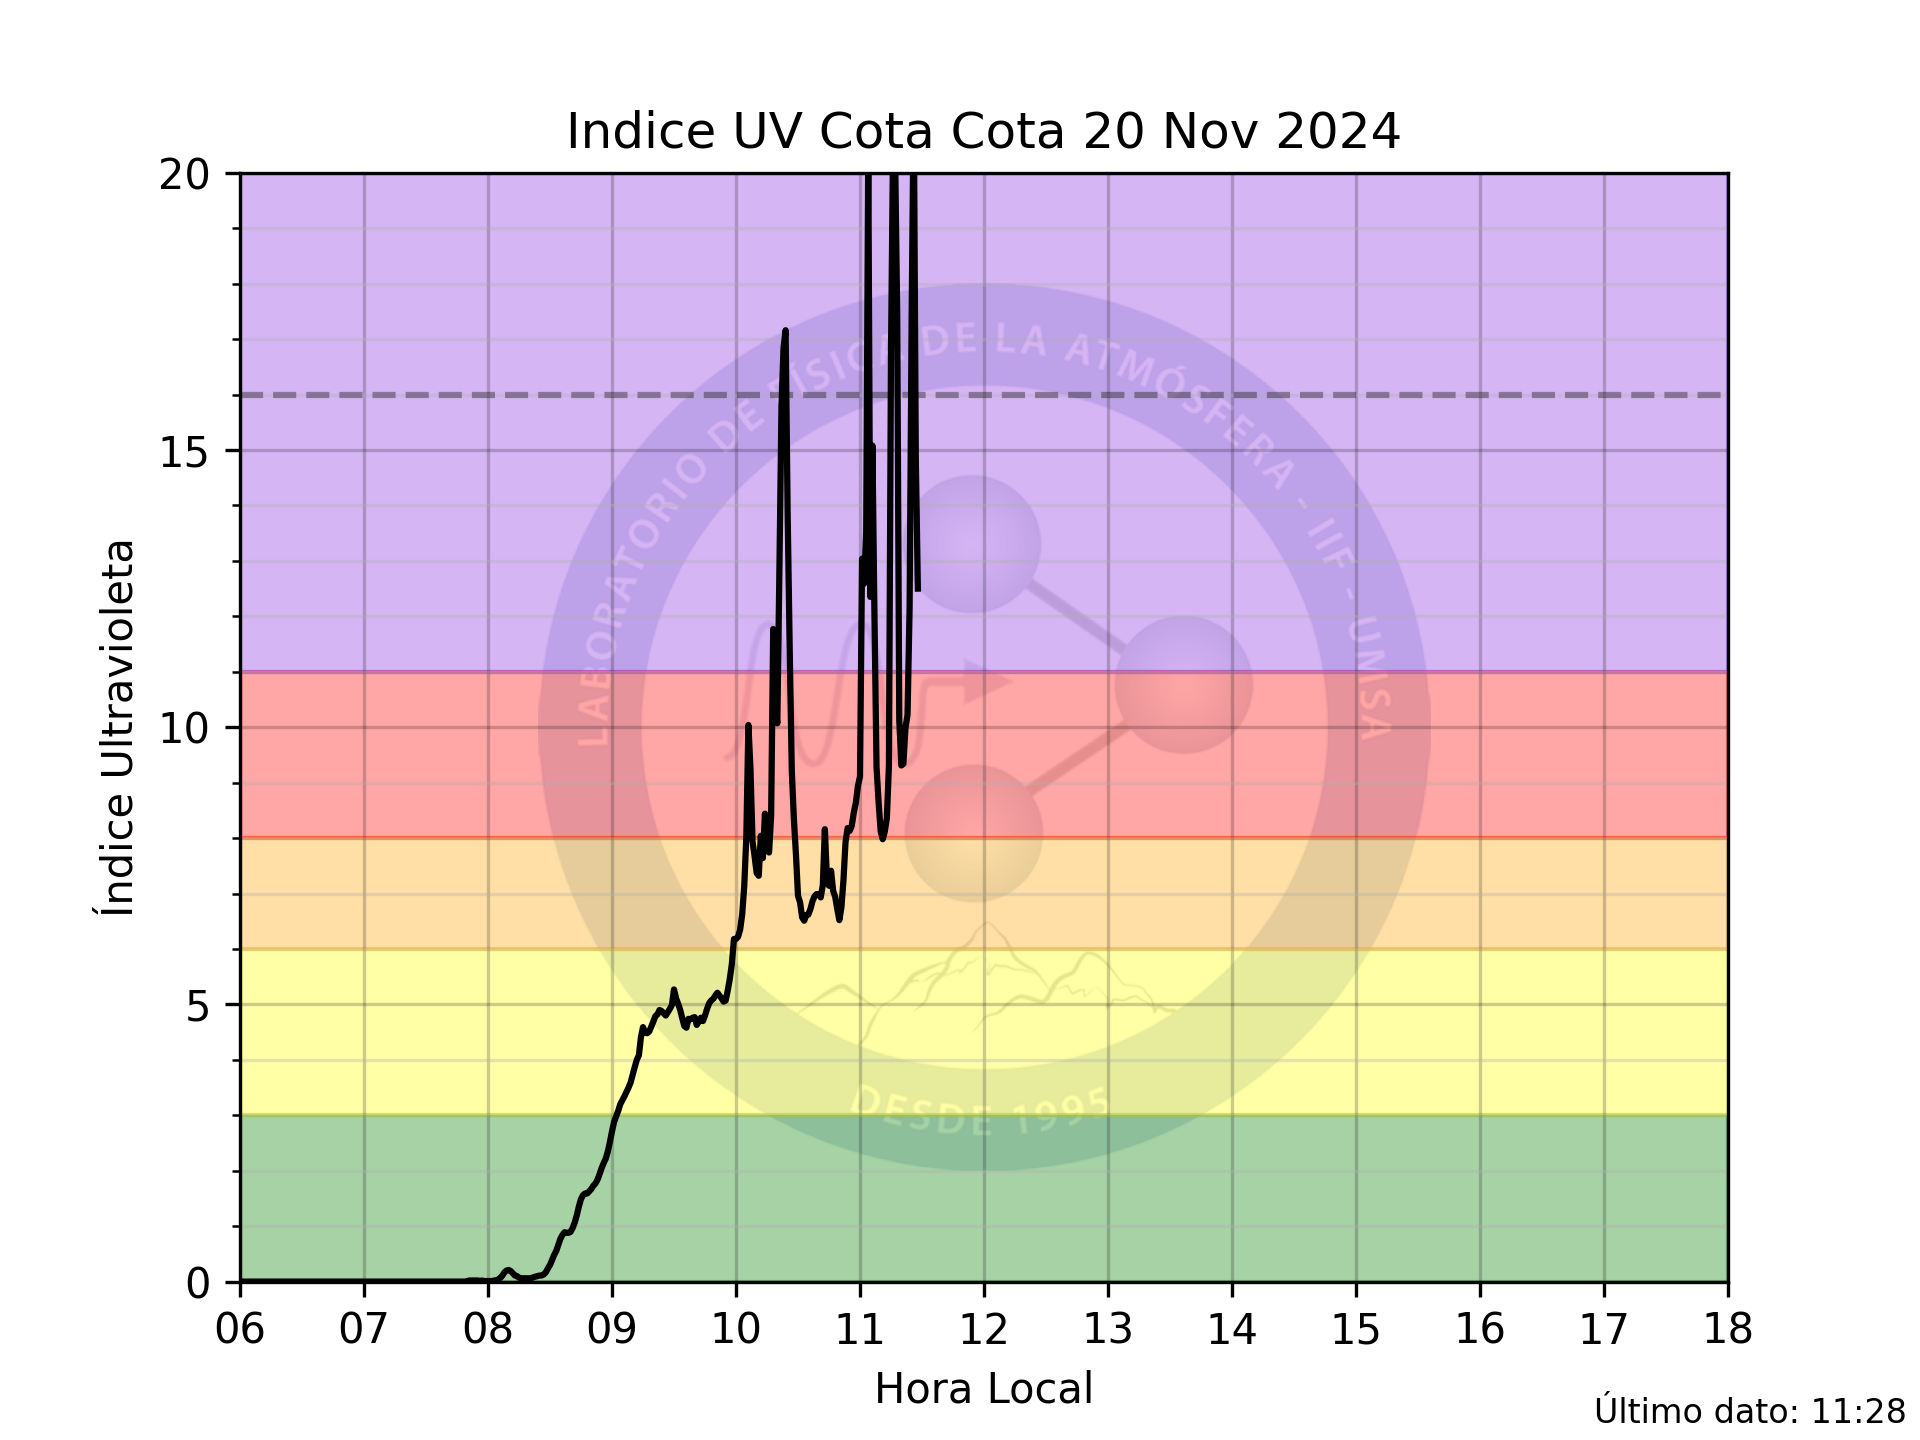 Indice UV Cota Cota 20 Nov 2024
20
15
10
5
0
Índice Ultravioleta
LABORATORIO DE FÍSICA DE LA ATMÓSFERA - IIF - UMSA
DESDE 1995
06 07 08 09 10 11 12 13 14 15 16 17 18
Hora Local
Último dato: 11:28